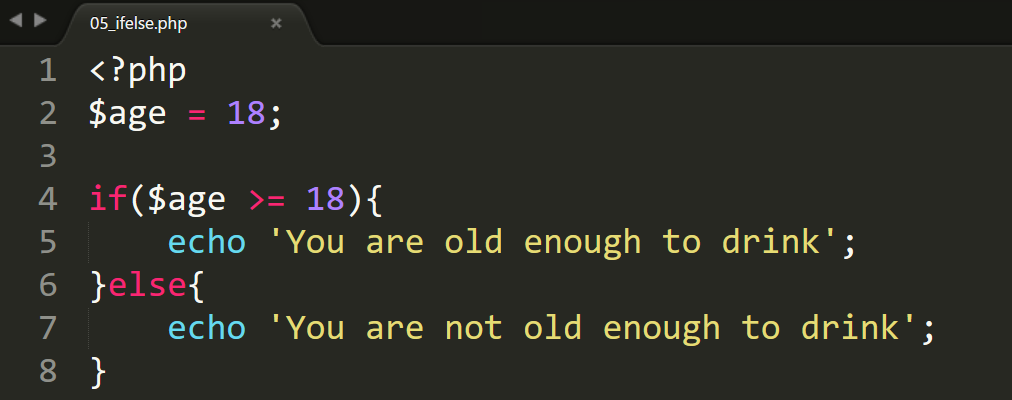 05_ifelse.php ×
1 <?php
2 $age = 18;
3
4 if($age >= 18){
5     echo 'You are old enough to drink';
6 }else{
7     echo 'You are not old enough to drink';
8 }